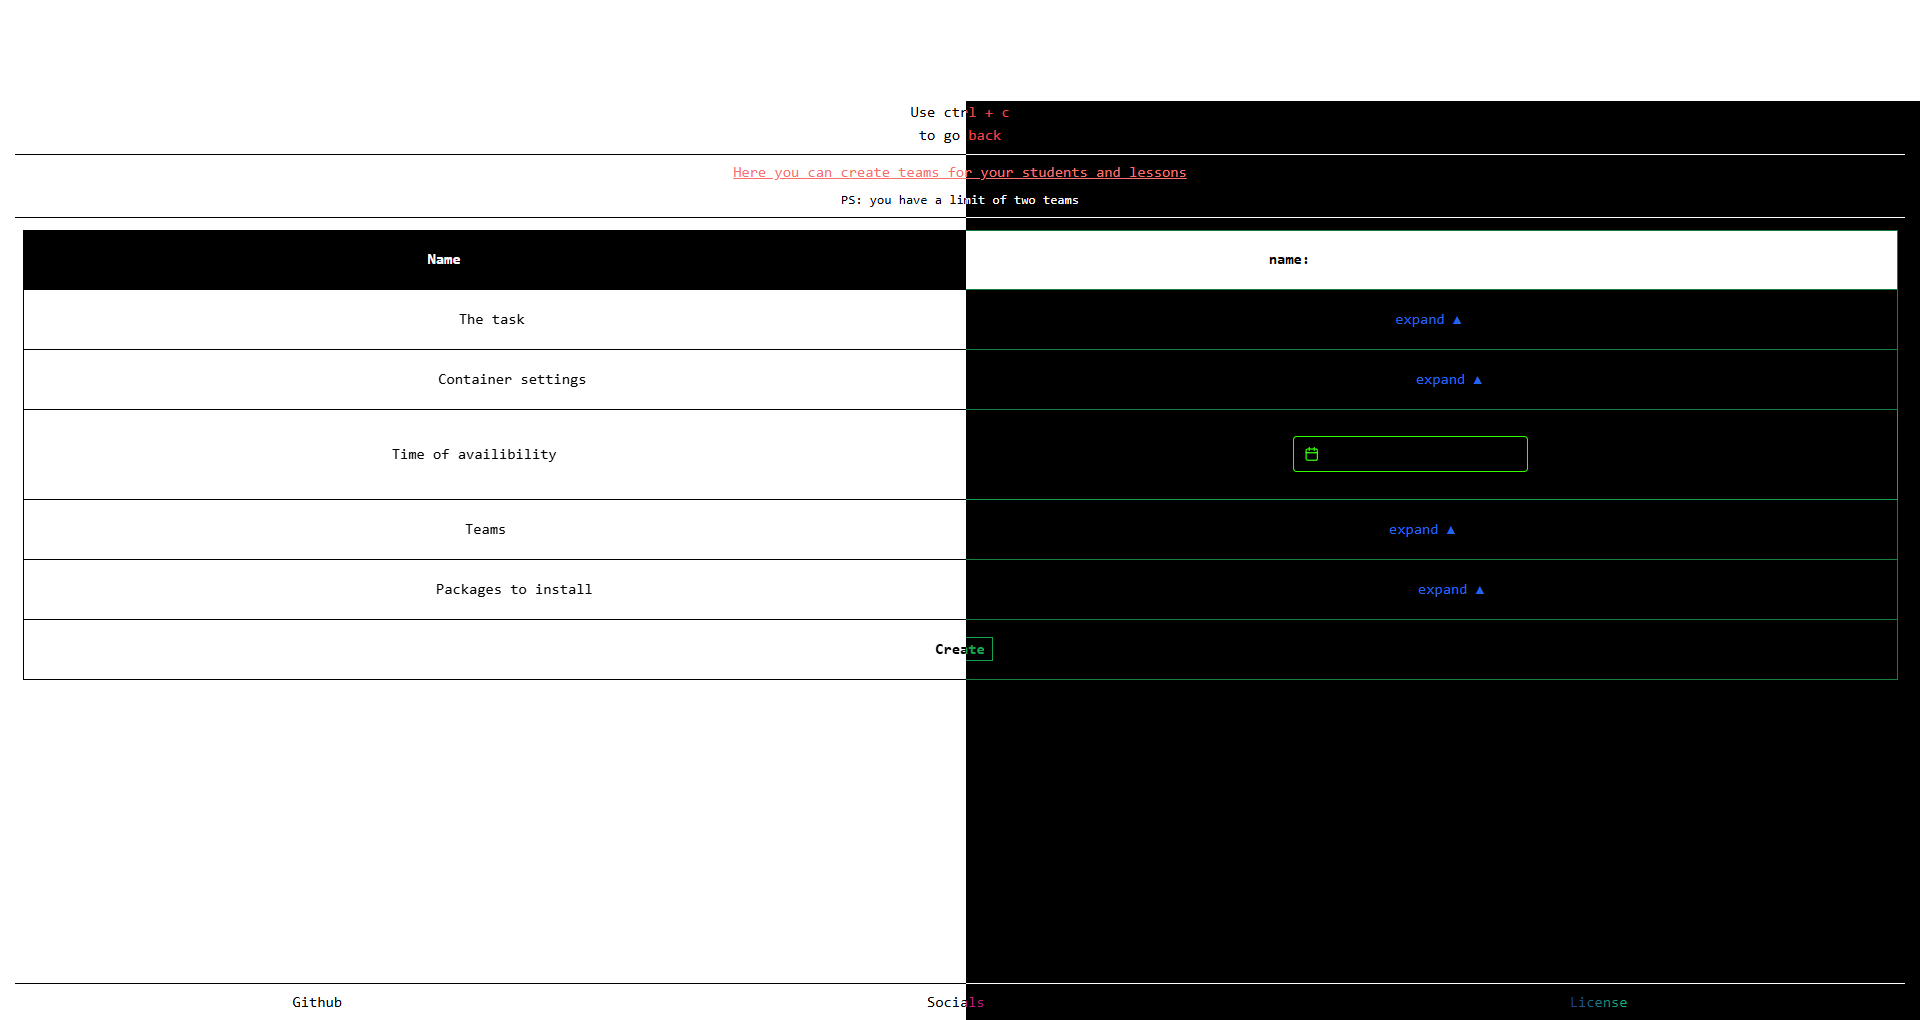 Use ctrl + c
to go back
Here you can create teams for your students and lessons
PS: you have a limit of two teams
Name name:
The task expand ▲
Container settings expand ▲
Time of availibility
Teams expand ▲
Packages to install expand ▲
Create
Github Socials License